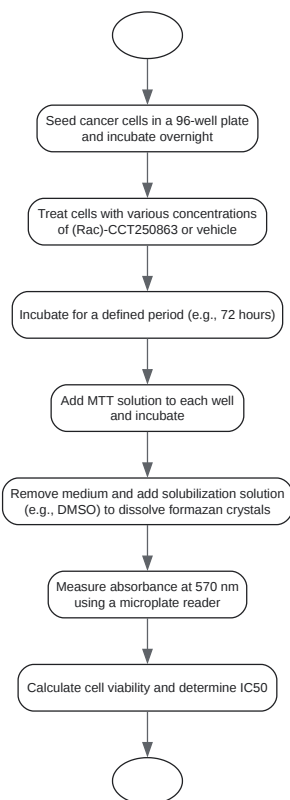 Seed cancer cells in a 96-well plate
and incubate overnight
Treat cells with various concentrations
of (Rac)-CCT250863 or vehicle
Incubate for a defined period (e.g., 72 hours)
Add MTT solution to each well
and incubate
Remove medium and add solubilization solution
(e.g., DMSO) to dissolve formazan crystals
Measure absorbance at 570 nm
using a microplate reader
Calculate cell viability and determine IC50